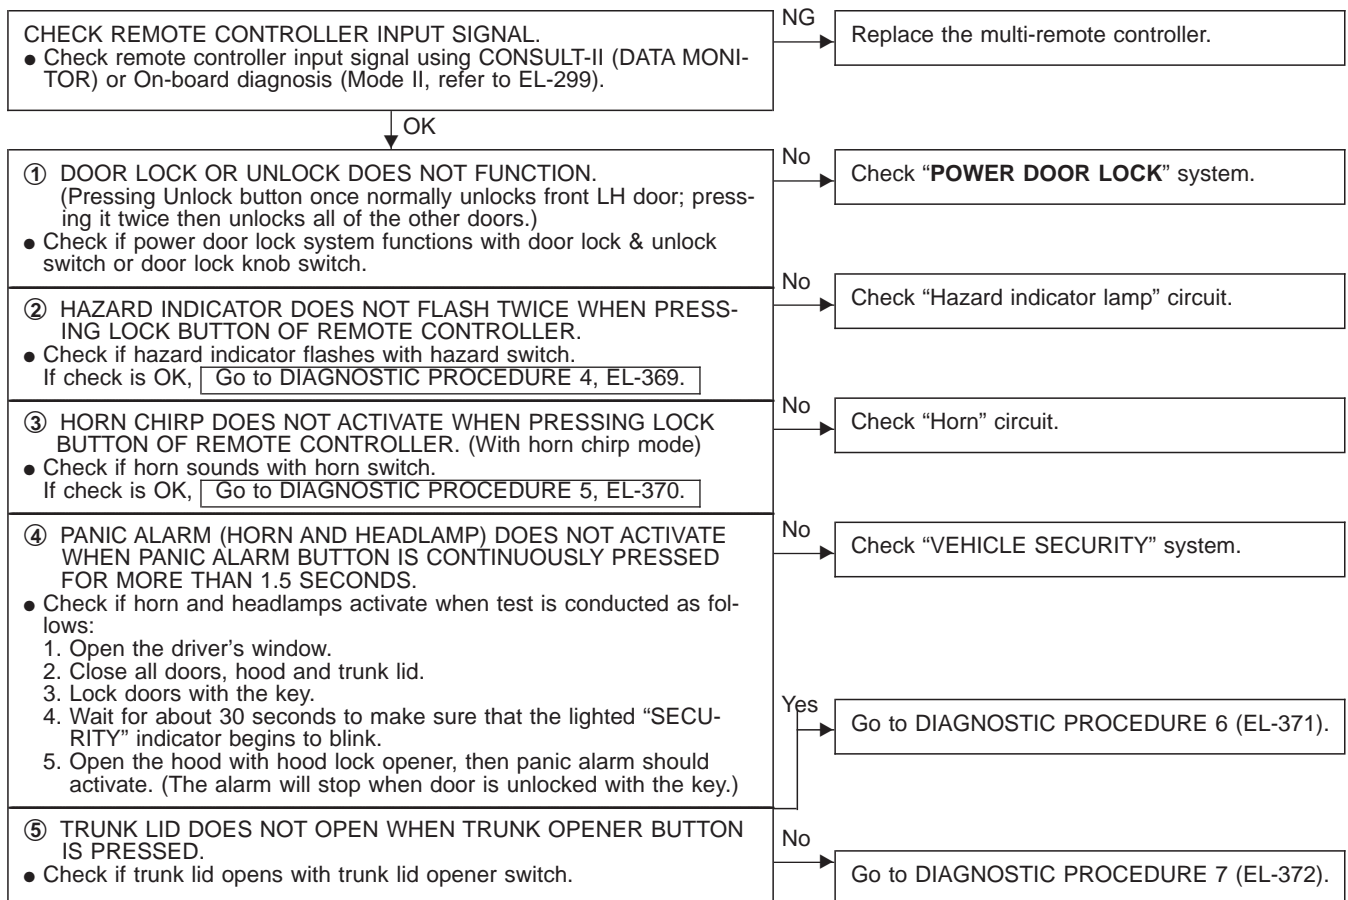 CHECK REMOTE CONTROLLER INPUT SIGNAL.
● Check remote controller input signal using CONSULT-II (DATA MONI-
TOR) or On-board diagnosis (Mode II, refer to EL-299).
NG
Replace the multi-remote controller.
OK
① DOOR LOCK OR UNLOCK DOES NOT FUNCTION.
(Pressing Unlock button once normally unlocks front LH door; press-
ing it twice then unlocks all of the other doors.)
● Check if power door lock system functions with door lock & unlock
switch or door lock knob switch.
No
Check “POWER DOOR LOCK” system.
② HAZARD INDICATOR DOES NOT FLASH TWICE WHEN PRESS-
ING LOCK BUTTON OF REMOTE CONTROLLER.
● Check if hazard indicator flashes with hazard switch.
If check is OK, Go to DIAGNOSTIC PROCEDURE 4, EL-369.
No
Check “Hazard indicator lamp” circuit.
③ HORN CHIRP DOES NOT ACTIVATE WHEN PRESSING LOCK
BUTTON OF REMOTE CONTROLLER. (With horn chirp mode)
● Check if horn sounds with horn switch.
If check is OK, Go to DIAGNOSTIC PROCEDURE 5, EL-370.
No
Check “Horn” circuit.
④ PANIC ALARM (HORN AND HEADLAMP) DOES NOT ACTIVATE
WHEN PANIC ALARM BUTTON IS CONTINUOUSLY PRESSED
FOR MORE THAN 1.5 SECONDS.
● Check if horn and headlamps activate when test is conducted as fol-
lows:
1. Open the driver’s window.
2. Close all doors, hood and trunk lid.
3. Lock doors with the key.
4. Wait for about 30 seconds to make sure that the lighted “SECU-
RITY” indicator begins to blink.
5. Open the hood with hood lock opener, then panic alarm should
activate. (The alarm will stop when door is unlocked with the key.)
No
Check “VEHICLE SECURITY” system.
Yes
Go to DIAGNOSTIC PROCEDURE 6 (EL-371).
⑤ TRUNK LID DOES NOT OPEN WHEN TRUNK OPENER BUTTON
IS PRESSED.
● Check if trunk lid opens with trunk lid opener switch.
No
Go to DIAGNOSTIC PROCEDURE 7 (EL-372).